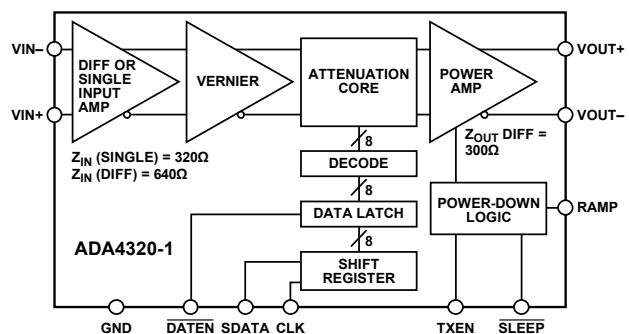 VIN–
VIN+
DIFF OR
SINGLE
INPUT
AMP
VERNIER
ATTENUATION
CORE
POWER
AMP
VOUT+
VOUT–
ZIN (SINGLE) = 320Ω
ZIN (DIFF) = 640Ω
ZOUT DIFF =
300Ω
8
DECODE
8
DATA LATCH
8
SHIFT
REGISTER
POWER-DOWN
LOGIC
RAMP
ADA4320-1
GND
DATEN
SDATA
CLK
TXEN
SLEEP